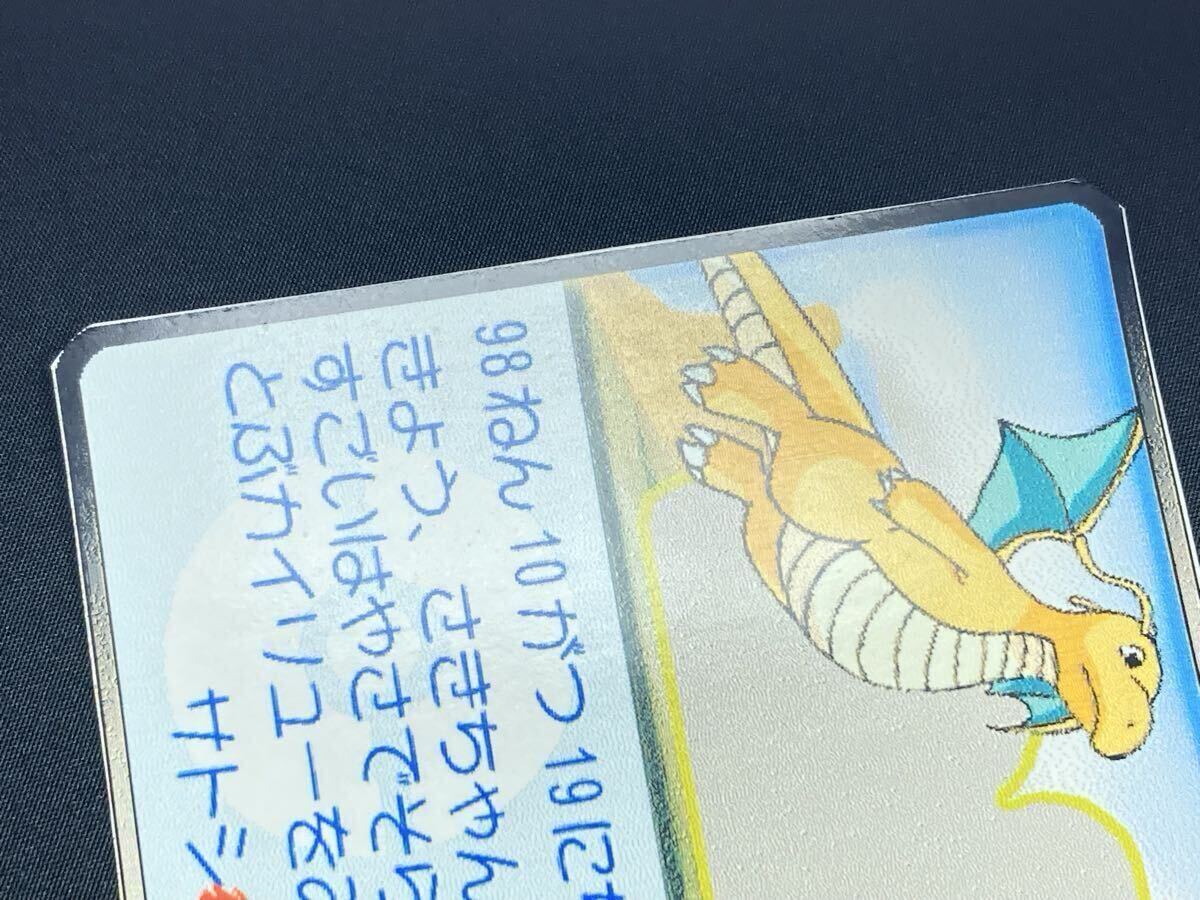 98ねん10がつ19にち
きょう、さきちゃん
すごいはやさでそら
とぶカイリューを
サトシ